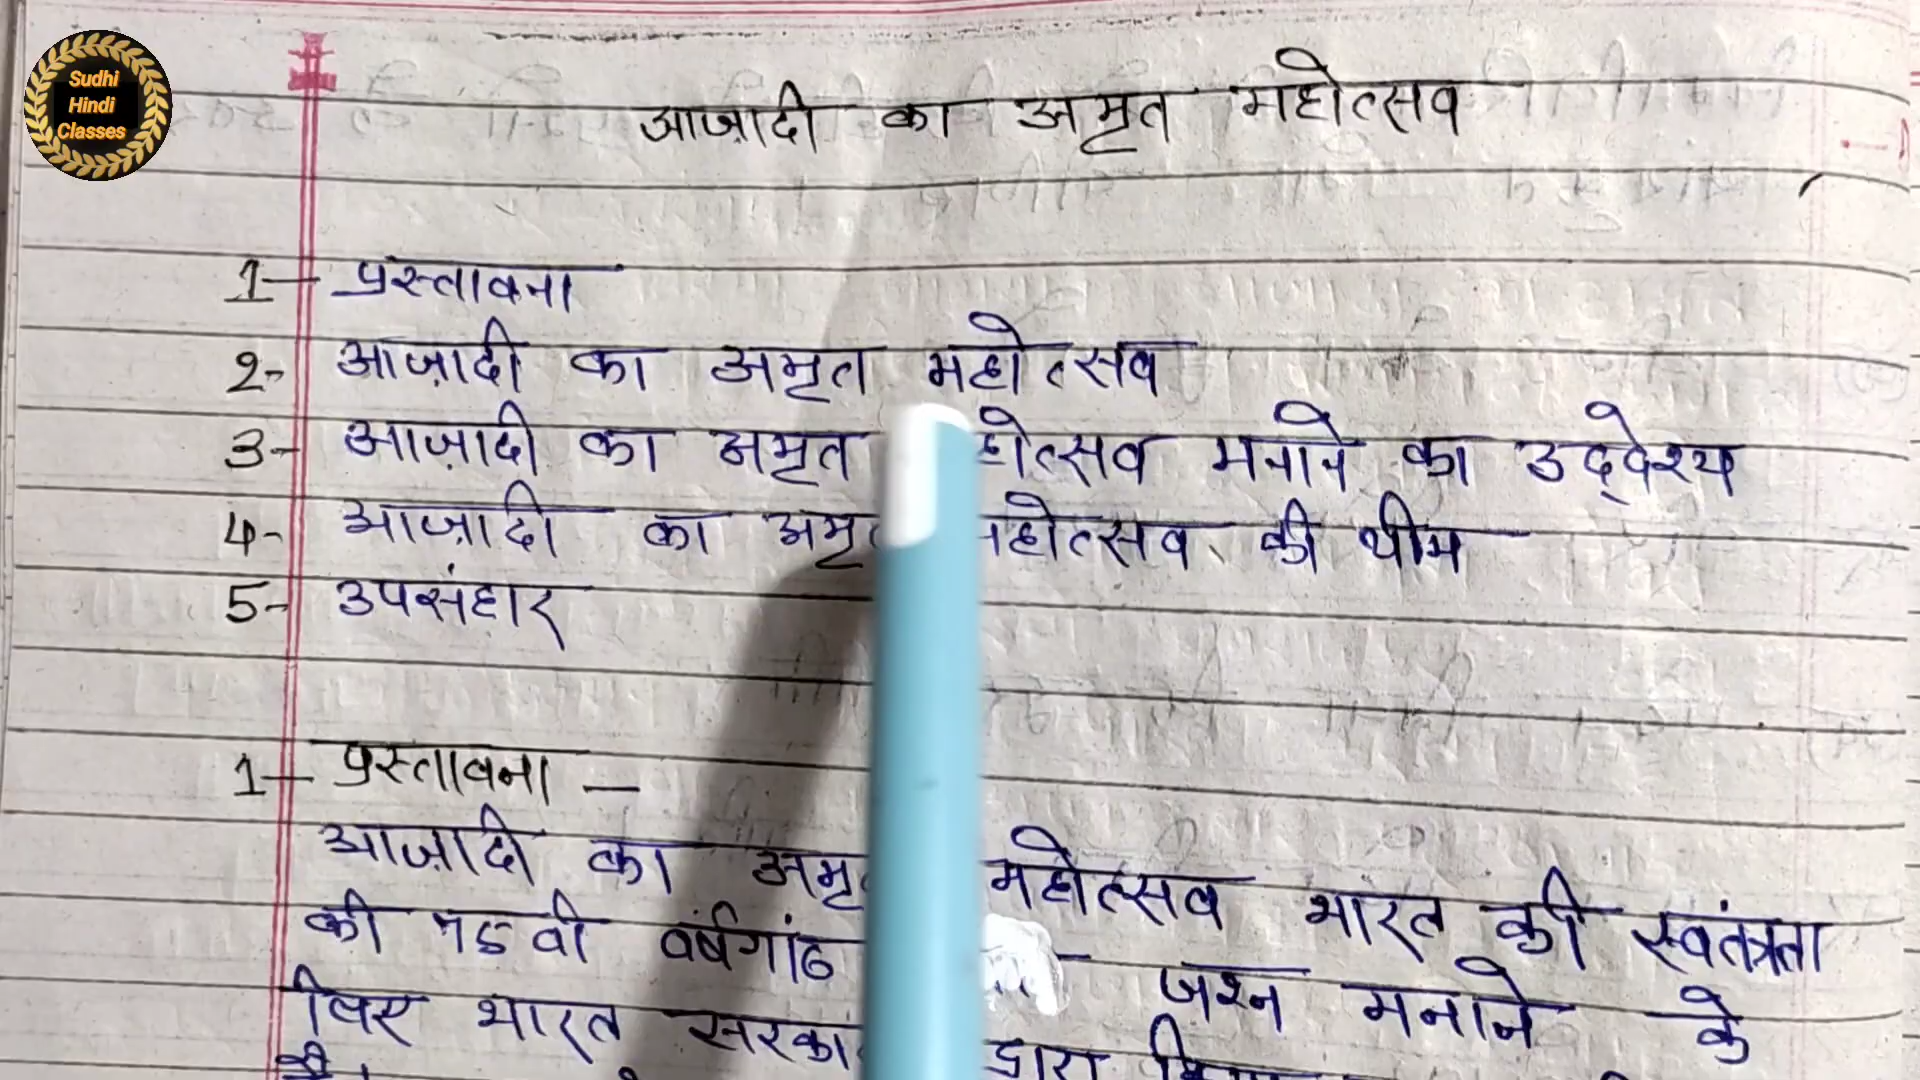 Sudhi
Hindi
Classes
आज़ादी का अमृत महोत्सव
1- प्रस्तावना
2- आज़ादी का अमृत महोत्सव
3- आज़ादी का अमृत होत्सव मनाने का उद्देश्य
4- आज़ादी का अमृ महोत्सव की थीम
5- उपसंहार
1- प्रस्तावना -
आज़ादी का अमृ महोत्सव भारत की स्वतंत्रता
की 75 वी वर्षगांठ जश्न मनाने के
लिए भारत सरका द्वारा